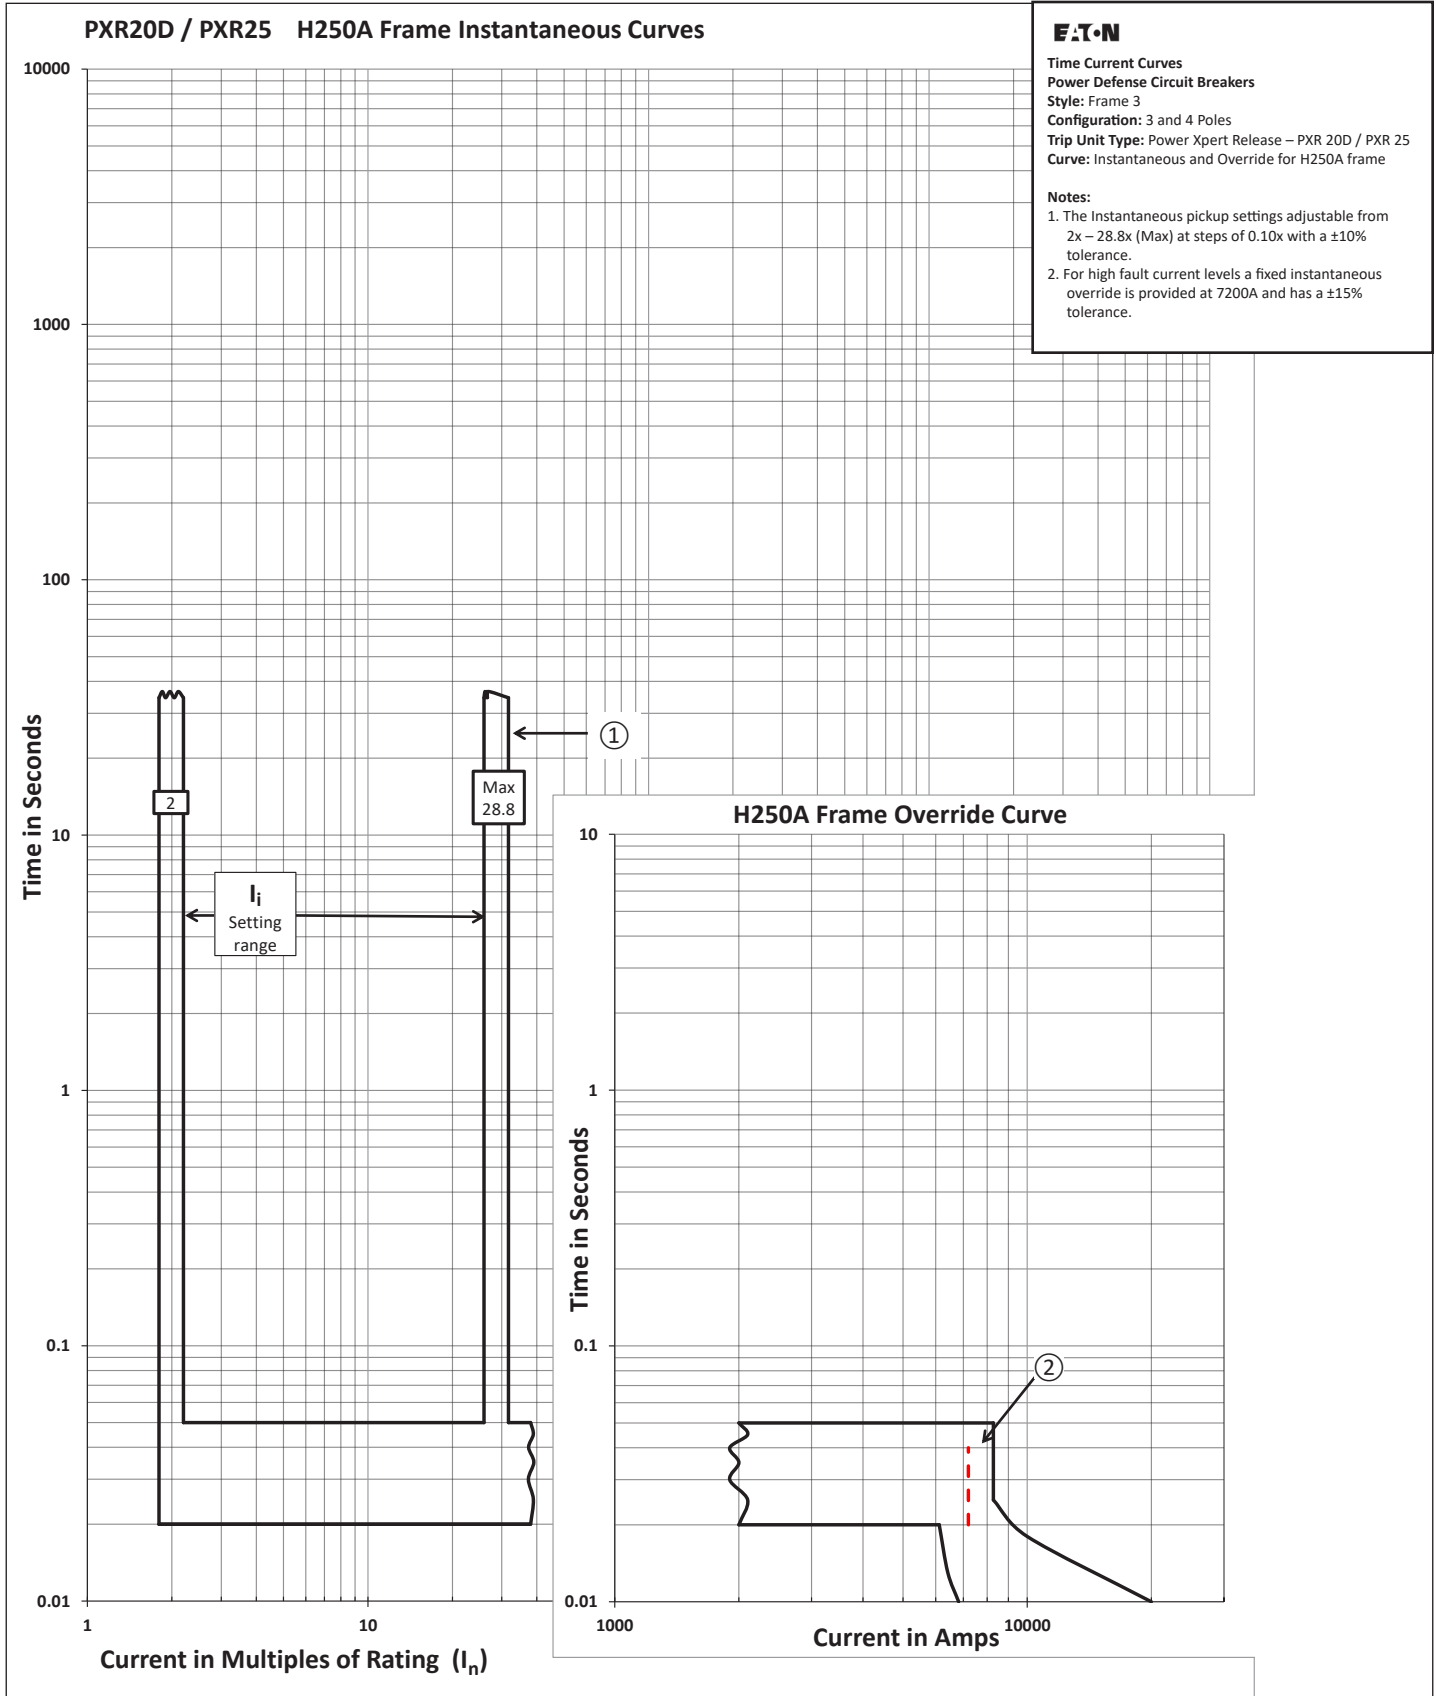 PXR20D / PXR25 H250A Frame Instantaneous Curves
EATON
Time Current Curves
Power Defense Circuit Breakers
Style: Frame 3
Configuration: 3 and 4 Poles
Trip Unit Type: Power Xpert Release – PXR 20D / PXR 25
Curve: Instantaneous and Override for H250A frame
Notes:
1. The Instantaneous pickup settings adjustable from
2x – 28.8x (Max) at steps of 0.10x with a ±10%
tolerance.
2. For high fault current levels a fixed instantaneous
override is provided at 7200A and has a ±15%
tolerance.
10000
1000
100
10
1
0.1
0.01
Time in Seconds
1
10
Current in Multiples of Rating (In)
2
Max
28.8
①
Ii
Setting
range
H250A Frame Override Curve
10
1
0.1
0.01
Time in Seconds
②
1000
10000
Current in Amps